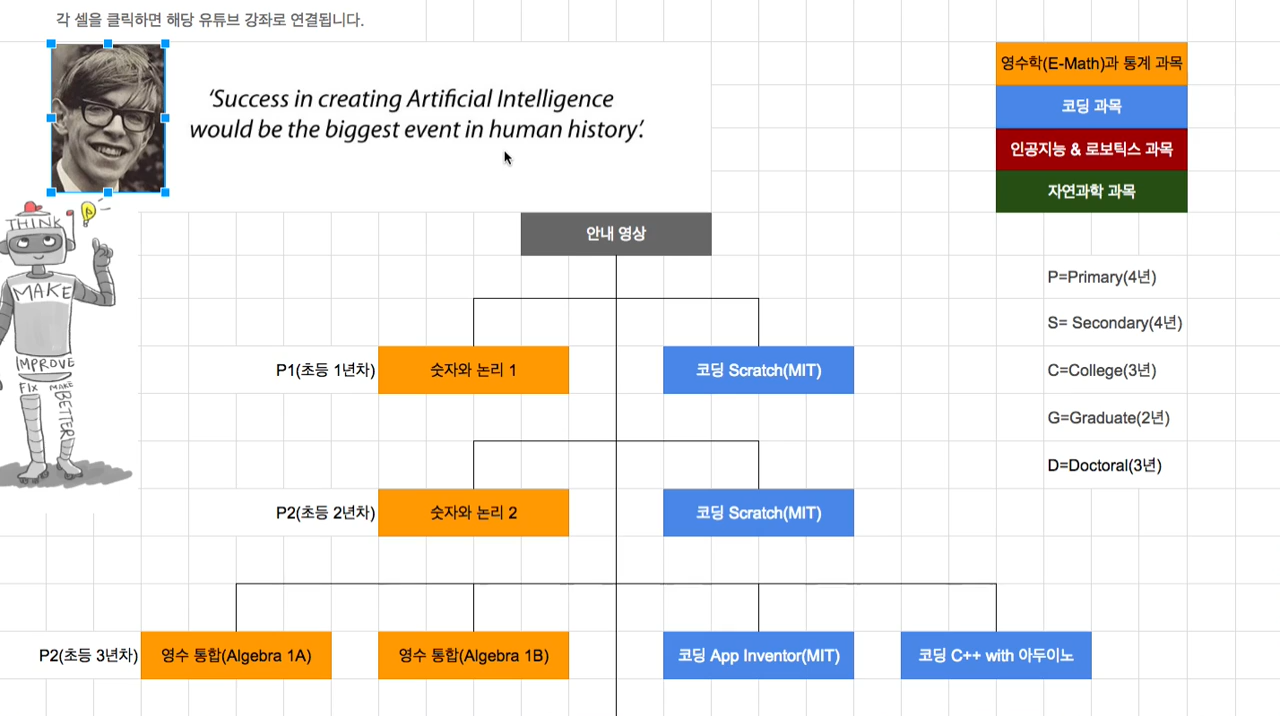 각 셀을 클릭하면 해당 유튜브 강좌로 연결됩니다.
‘Success in creating Artificial Intelligence
would be the biggest event in human history’.
영수학(E-Math)과 통계 과목
코딩 과목
인공지능 & 로보틱스 과목
자연과학 과목
THINK
MAKE
IMPROVE
FIX MAKE
BETTER
안내 영상
P=Primary(4년)
S= Secondary(4년)
C=College(3년)
G=Graduate(2년)
D=Doctoral(3년)
P1(초등 1년차) 숫자와 논리 1 코딩 Scratch(MIT)
P2(초등 2년차) 숫자와 논리 2 코딩 Scratch(MIT)
P2(초등 3년차) 영수 통합(Algebra 1A) 영수 통합(Algebra 1B) 코딩 App Inventor(MIT) 코딩 C++ with 아두이노